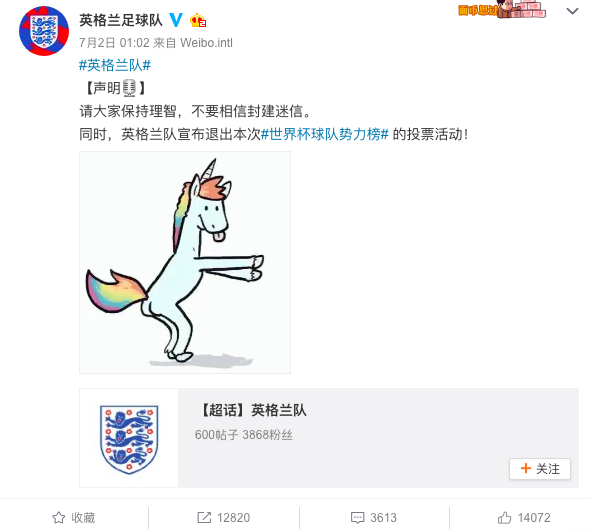 英格兰足球队
面帘思过
7月2日 01:02 来自 Weibo.intl
#英格兰队#
【声明🎙】
请大家保持理智，不要相信封建迷信。
同时，英格兰队宣布退出本次#世界杯球队势力榜# 的投票活动！
【超话】英格兰队
600帖子 3868粉丝
+ 关注
收藏
12820
3613
14072